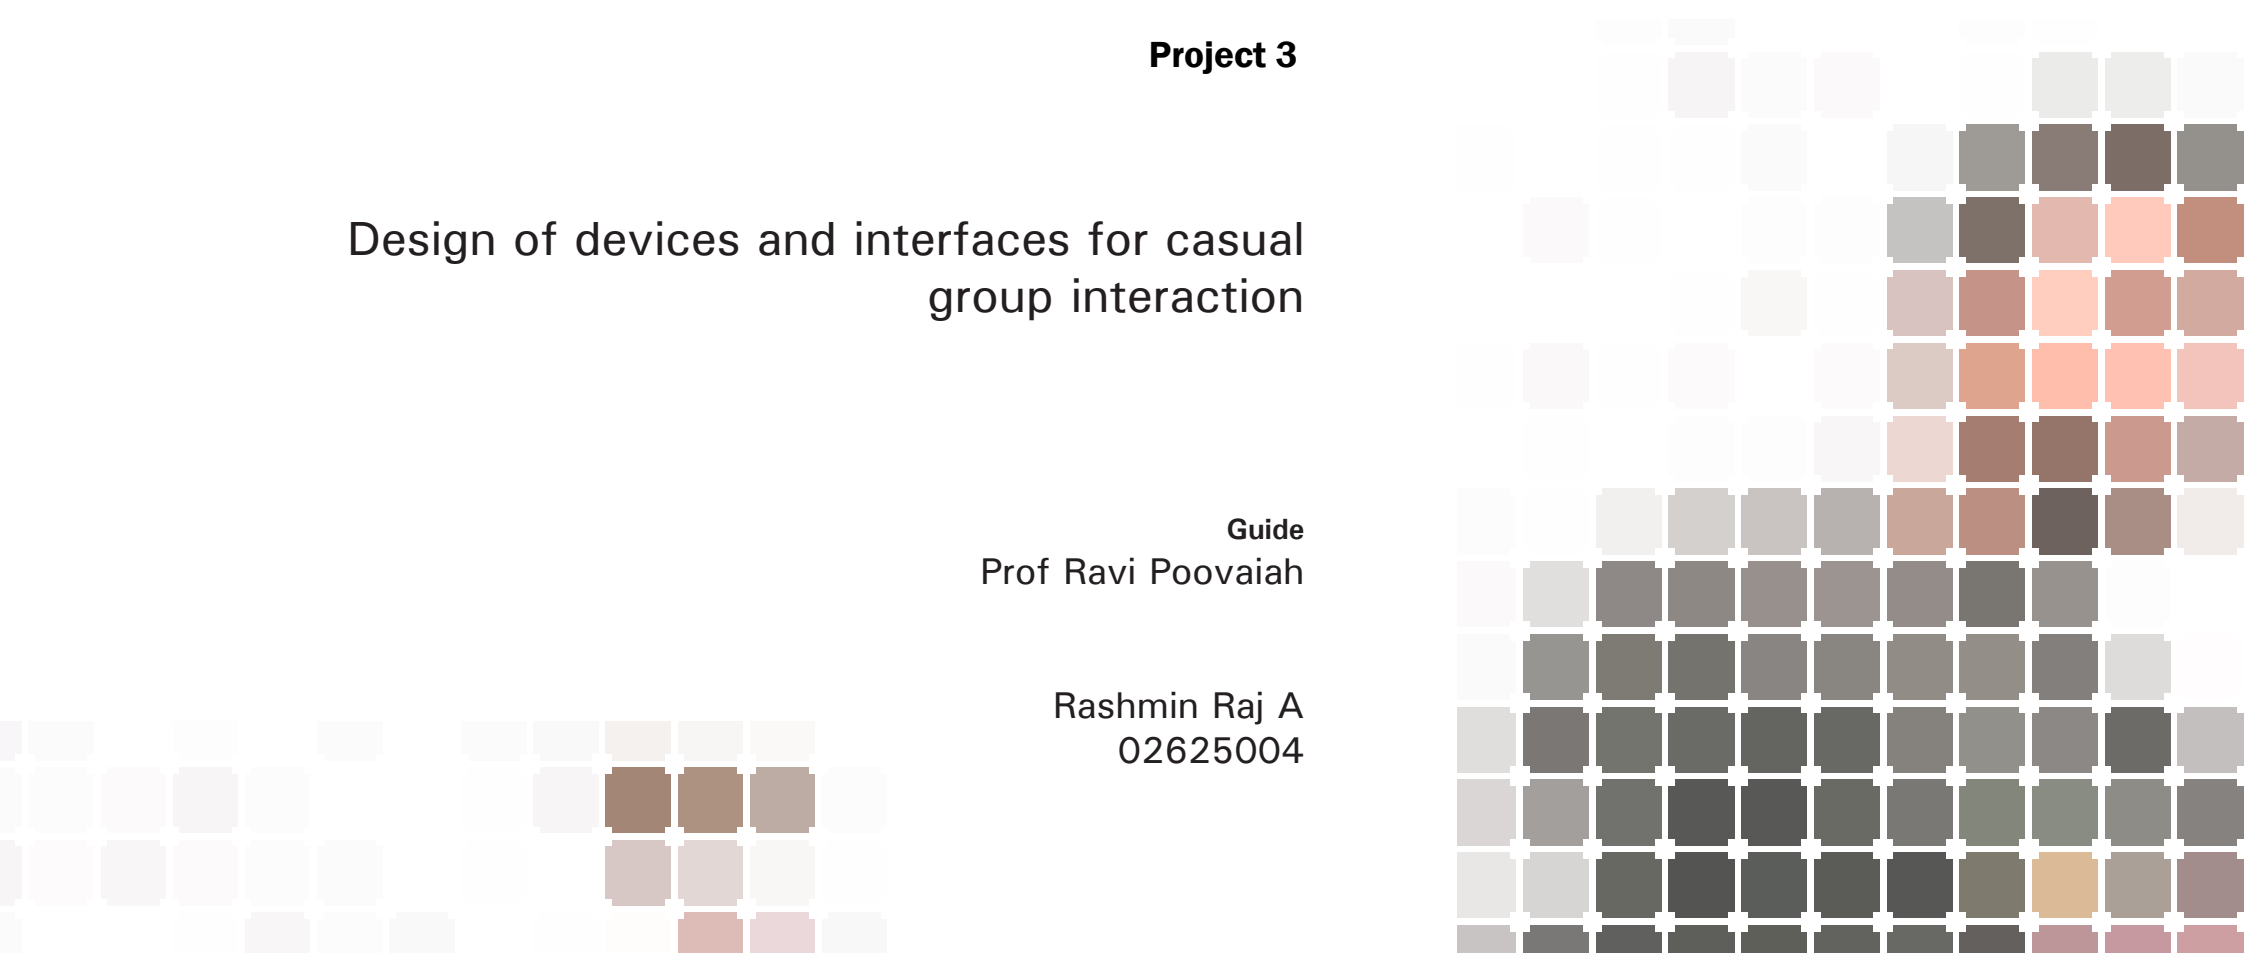 Project 3
Design of devices and interfaces for casual
group interaction
Guide
Prof Ravi Poovaiah
Rashmin Raj A
02625004